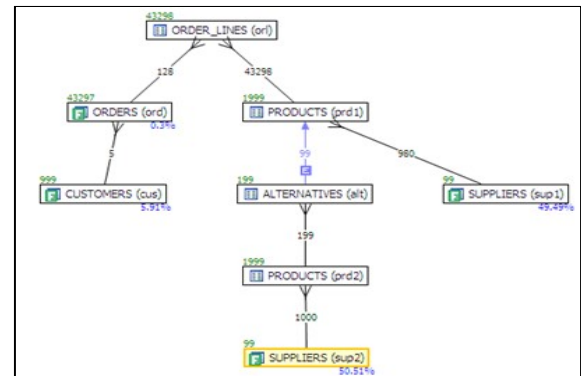 43298
ORDER_LINES (orl)
128
43298
43297
ORDERS (ord)
0.3%
1999
PRODUCTS (prd1)
5
99
E
980
999
CUSTOMERS (cus)
5.91%
199
ALTERNATIVES (alt)
99
SUPPLIERS (sup1)
49.49%
199
1999
PRODUCTS (prd2)
1000
99
SUPPLIERS (sup2)
50.51%